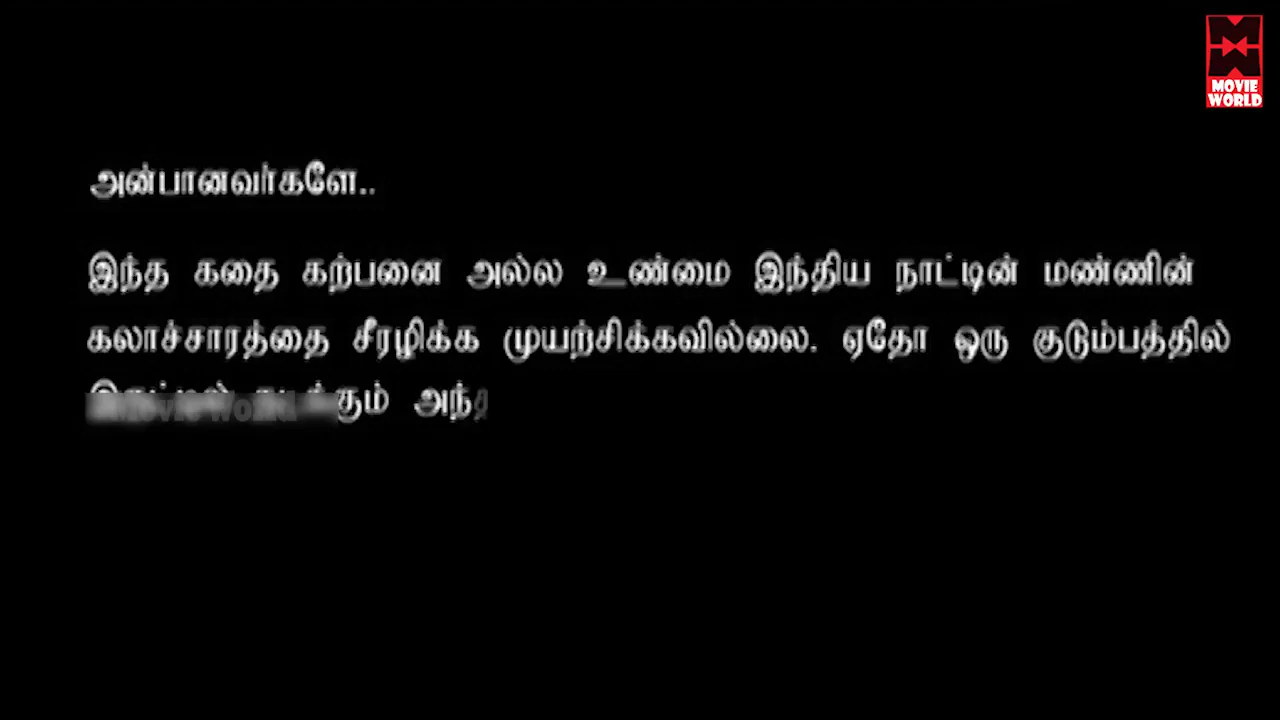 MOVIE
WORLD
அன்பானவர்களே..
இந்த கதை கற்பனை அல்ல உண்மை இந்திய நாட்டின் மண்ணின்
கலாச்சாரத்தை சீரழிக்க முயற்சிக்கவில்லை. ஏதோ ஒரு குடும்பத்தில்